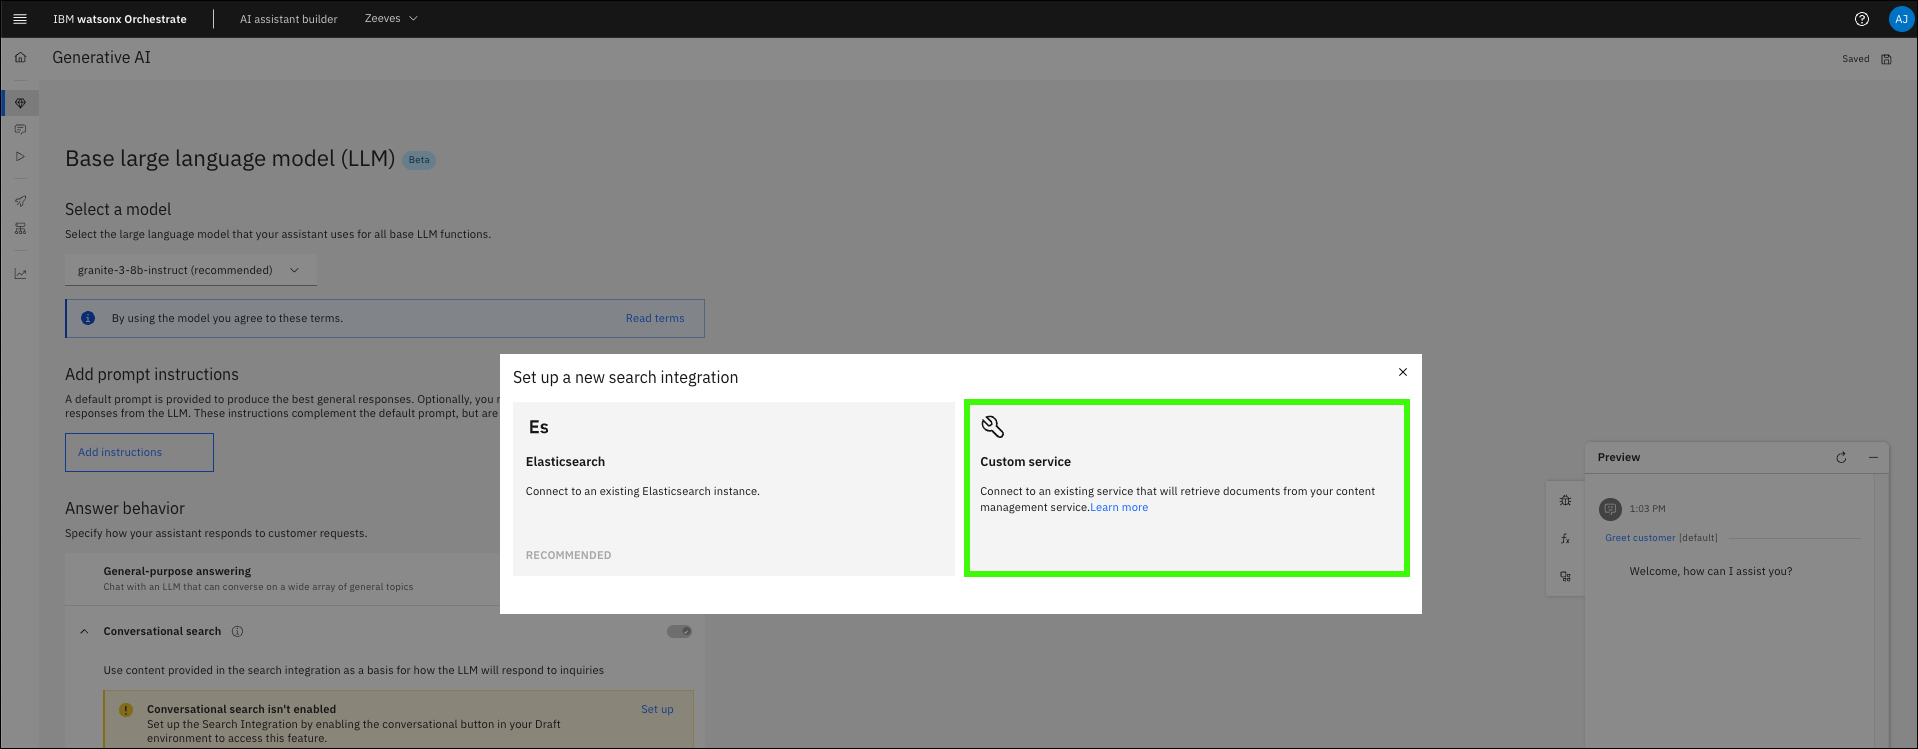 IBM watsonx Orchestrate
AI assistant builder
Zeeves
AJ
Generative AI
Saved
Base large language model (LLM)
Beta
Select a model
Select the large language model that your assistant uses for all base LLM functions.
granite-3-8b-instruct (recommended)
By using the model you agree to these terms.
Read terms
Add prompt instructions
A default prompt is provided to produce the best general responses. Optionally, you
responses from the LLM. These instructions complement the default prompt, but are
Add instructions
Answer behavior
Specify how your assistant responds to customer requests.
General-purpose answering
Chat with an LLM that can converse on a wide array of general topics
Conversational search
Use content provided in the search integration as a basis for how the LLM will respond to inquiries
Conversational search isn't enabled
Set up
Set up the Search Integration by enabling the conversational button in your Draft
environment to access this feature.
Set up a new search integration
Es
Elasticsearch
Connect to an existing Elasticsearch instance.
RECOMMENDED
Custom service
Connect to an existing service that will retrieve documents from your content
management service.Learn more
Preview
1:03 PM
Greet customer [default]
Welcome, how can I assist you?
fx